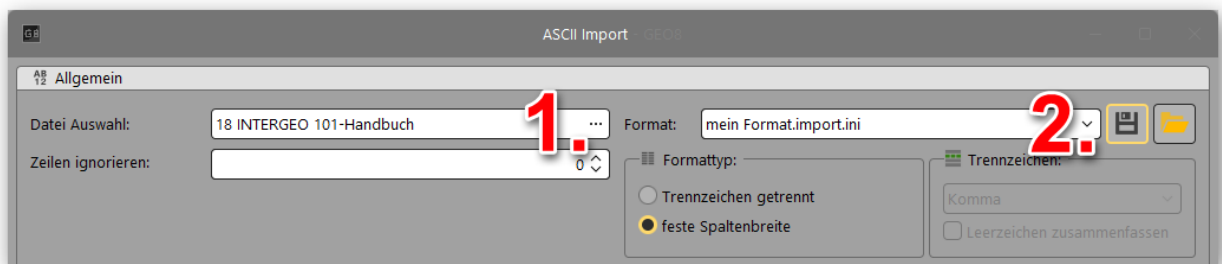 G8
ASCII Import - GEO8
AB
12
Allgemein
Datei Auswahl:
18 INTERGEO 101-Handbuch
...
1.
Format:
mein Format.import.ini
2.
Zeilen ignorieren:
0
Formattyp:
Trennzeichen:
Trennzeichen getrennt
Komma
feste Spaltenbreite
Leerzeichen zusammenfassen